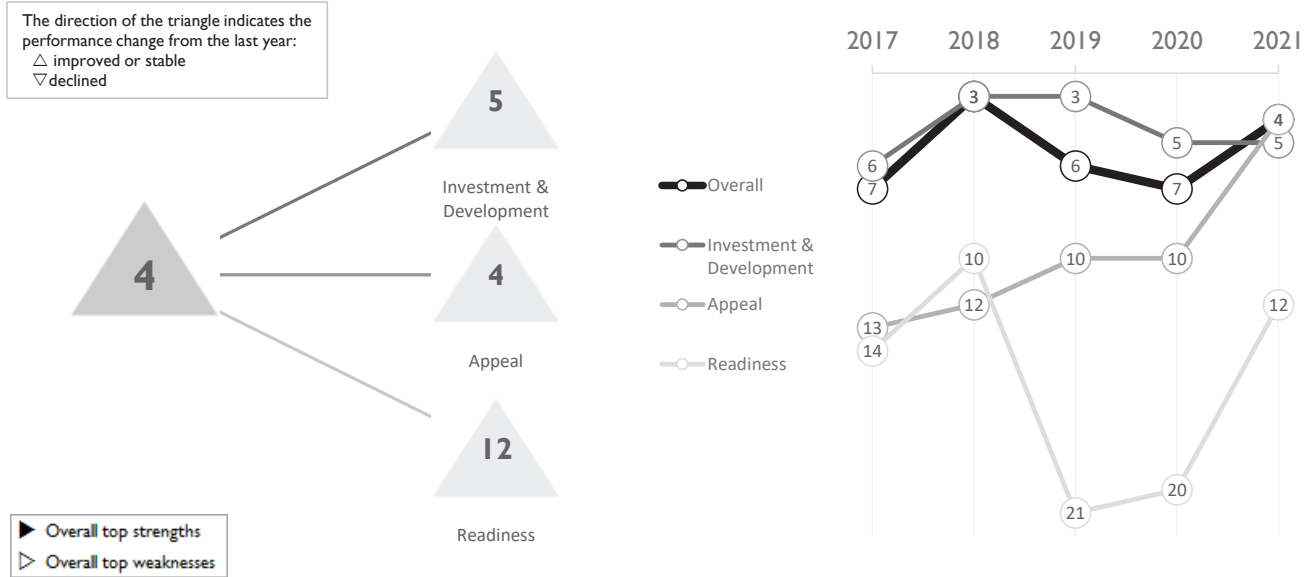 The direction of the triangle indicates the
performance change from the last year:
△ improved or stable
▽ declined
5
Investment &
Development
4
4
Appeal
12
Readiness
▶ Overall top strengths
▷ Overall top weaknesses
2017 2018 2019 2020 2021
Overall
Investment &
Development
Appeal
Readiness
3 3
4
5 5
6 6
7 7
10 10 10
12 12
13
14
20
21